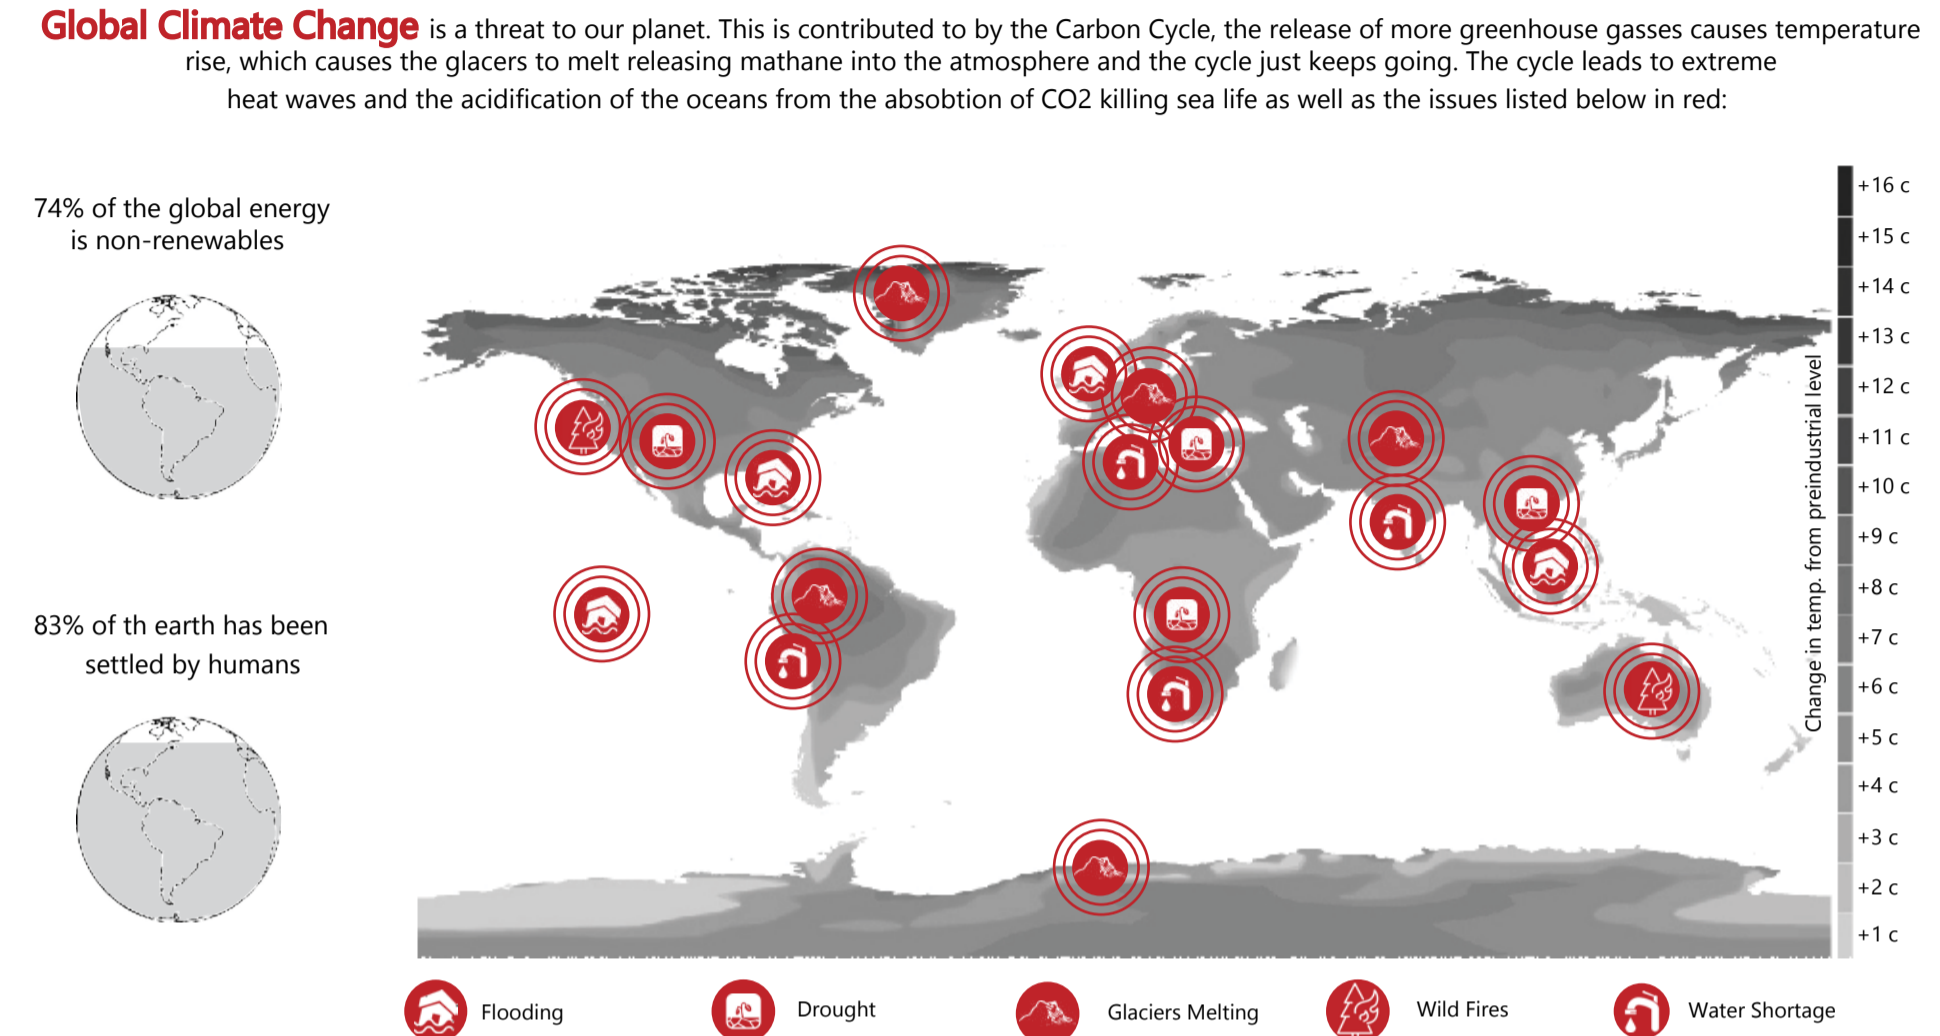 Global Climate Change is a threat to our planet. This is contributed to by the Carbon Cycle, the release of more greenhouse gasses causes temperature
rise, which causes the glacers to melt releasing mathane into the atmosphere and the cycle just keeps going. The cycle leads to extreme
heat waves and the acidification of the oceans from the absobtion of CO2 killing sea life as well as the issues listed below in red:
74% of the global energy
is non-renewables
83% of th earth has been
settled by humans
+16 c
+15 c
+14 c
+13 c
+12 c
+11 c
+10 c
+9 c
+8 c
+7 c
+6 c
+5 c
+4 c
+3 c
+2 c
+1 c
Change in temp. from preindustrial level
Flooding
Drought
Glaciers Melting
Wild Fires
Water Shortage